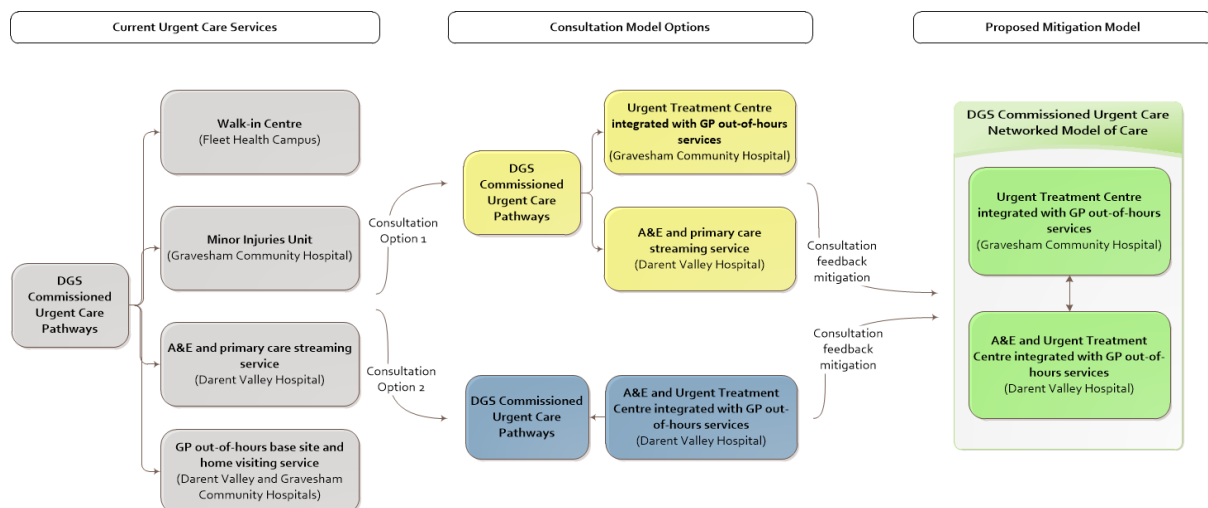 Current Urgent Care Services
Consultation Model Options
Proposed Mitigation Model
DGS
Commissioned
Urgent Care
Pathways
Walk-in Centre
(Fleet Health Campus)
Minor Injuries Unit
(Gravesham Community Hospital)
A&E and primary care streaming
service
(Darent Valley Hospital)
GP out-of-hours base site and
home visiting service
(Darent Valley and Gravesham
Community Hospitals)
Consultation
Option 1
Consultation
Option 2
DGS
Commissioned
Urgent Care
Pathways
Urgent Treatment Centre
integrated with GP out-of-hours
services
(Gravesham Community Hospital)
A&E and primary care
streaming service
(Darent Valley Hospital)
DGS Commissioned
Urgent Care
Pathways
A&E and Urgent Treatment
Centre integrated with GP out-
of-hours services
(Darent Valley Hospital)
Consultation
feedback
mitigation
Consultation
feedback
mitigation
DGS Commissioned Urgent Care
Networked Model of Care
Urgent Treatment Centre
integrated with GP out-of-hours
services
(Gravesham Community Hospital)
A&E and Urgent Treatment
Centre integrated with GP out-of-
hours services
(Darent Valley Hospital)